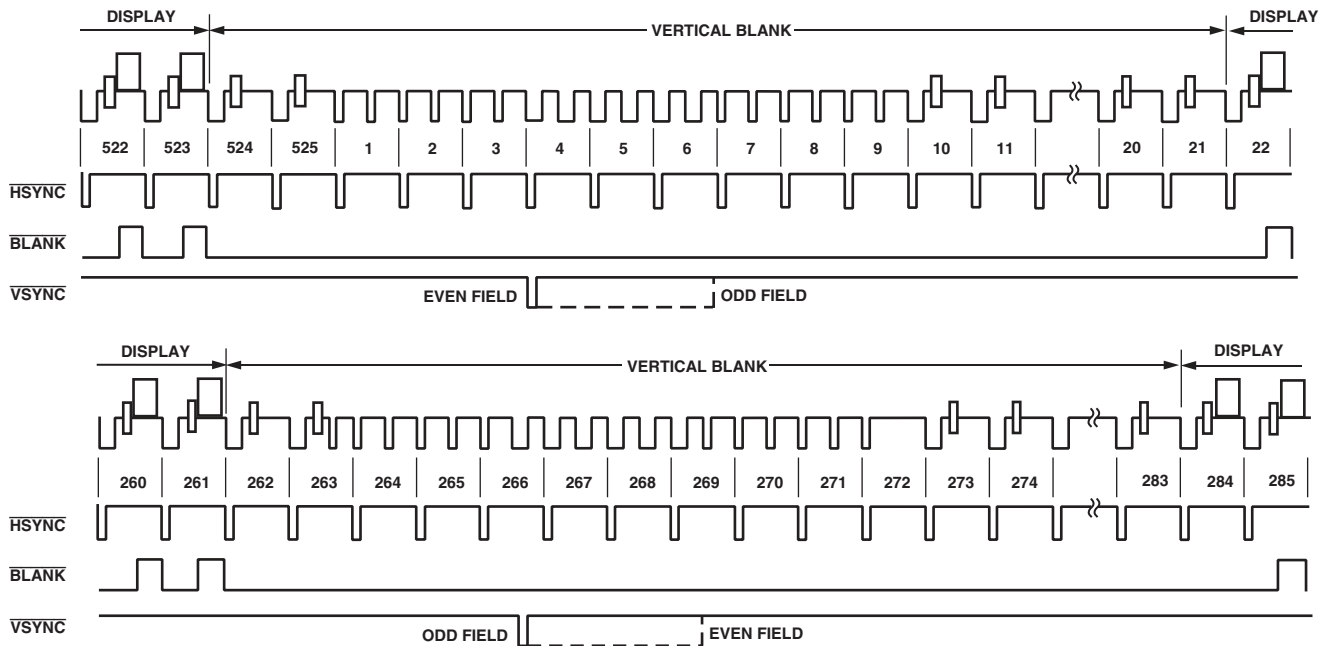 DISPLAY VERTICAL BLANK DISPLAY
522 523 524 525 1 2 3 4 5 6 7 8 9 10 11 20 21 22
HSYNC
BLANK
VSYNC
EVEN FIELD ODD FIELD
DISPLAY VERTICAL BLANK DISPLAY
260 261 262 263 264 265 266 267 268 269 270 271 272 273 274 283 284 285
HSYNC
BLANK
VSYNC
ODD FIELD EVEN FIELD